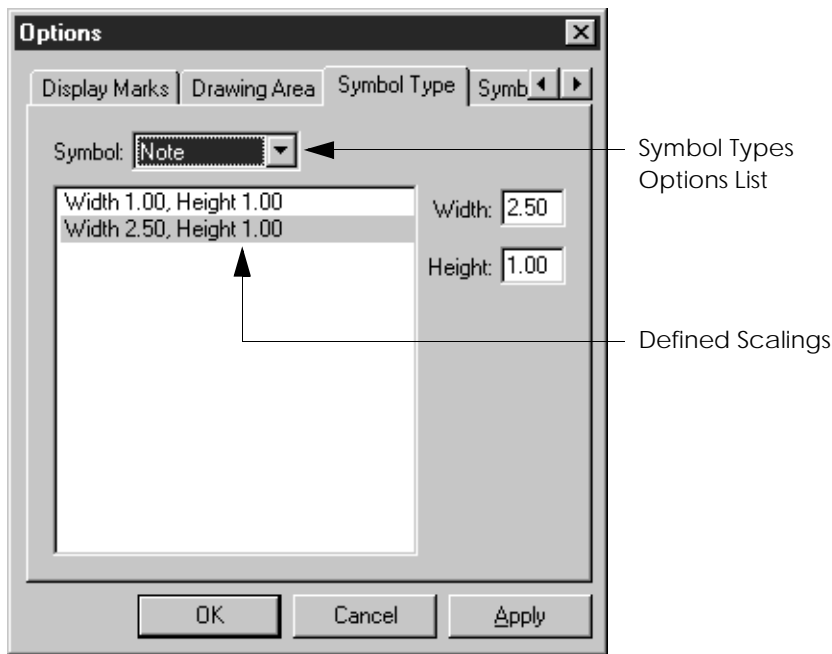 Options
Display Marks Drawing Area Symbol Type Symb
Symbol: Note
Symbol Types
Options List
Width 1.00, Height 1.00
Width: 2.50
Width 2.50, Height 1.00
Height: 1.00
Defined Scalings
OK Cancel Apply